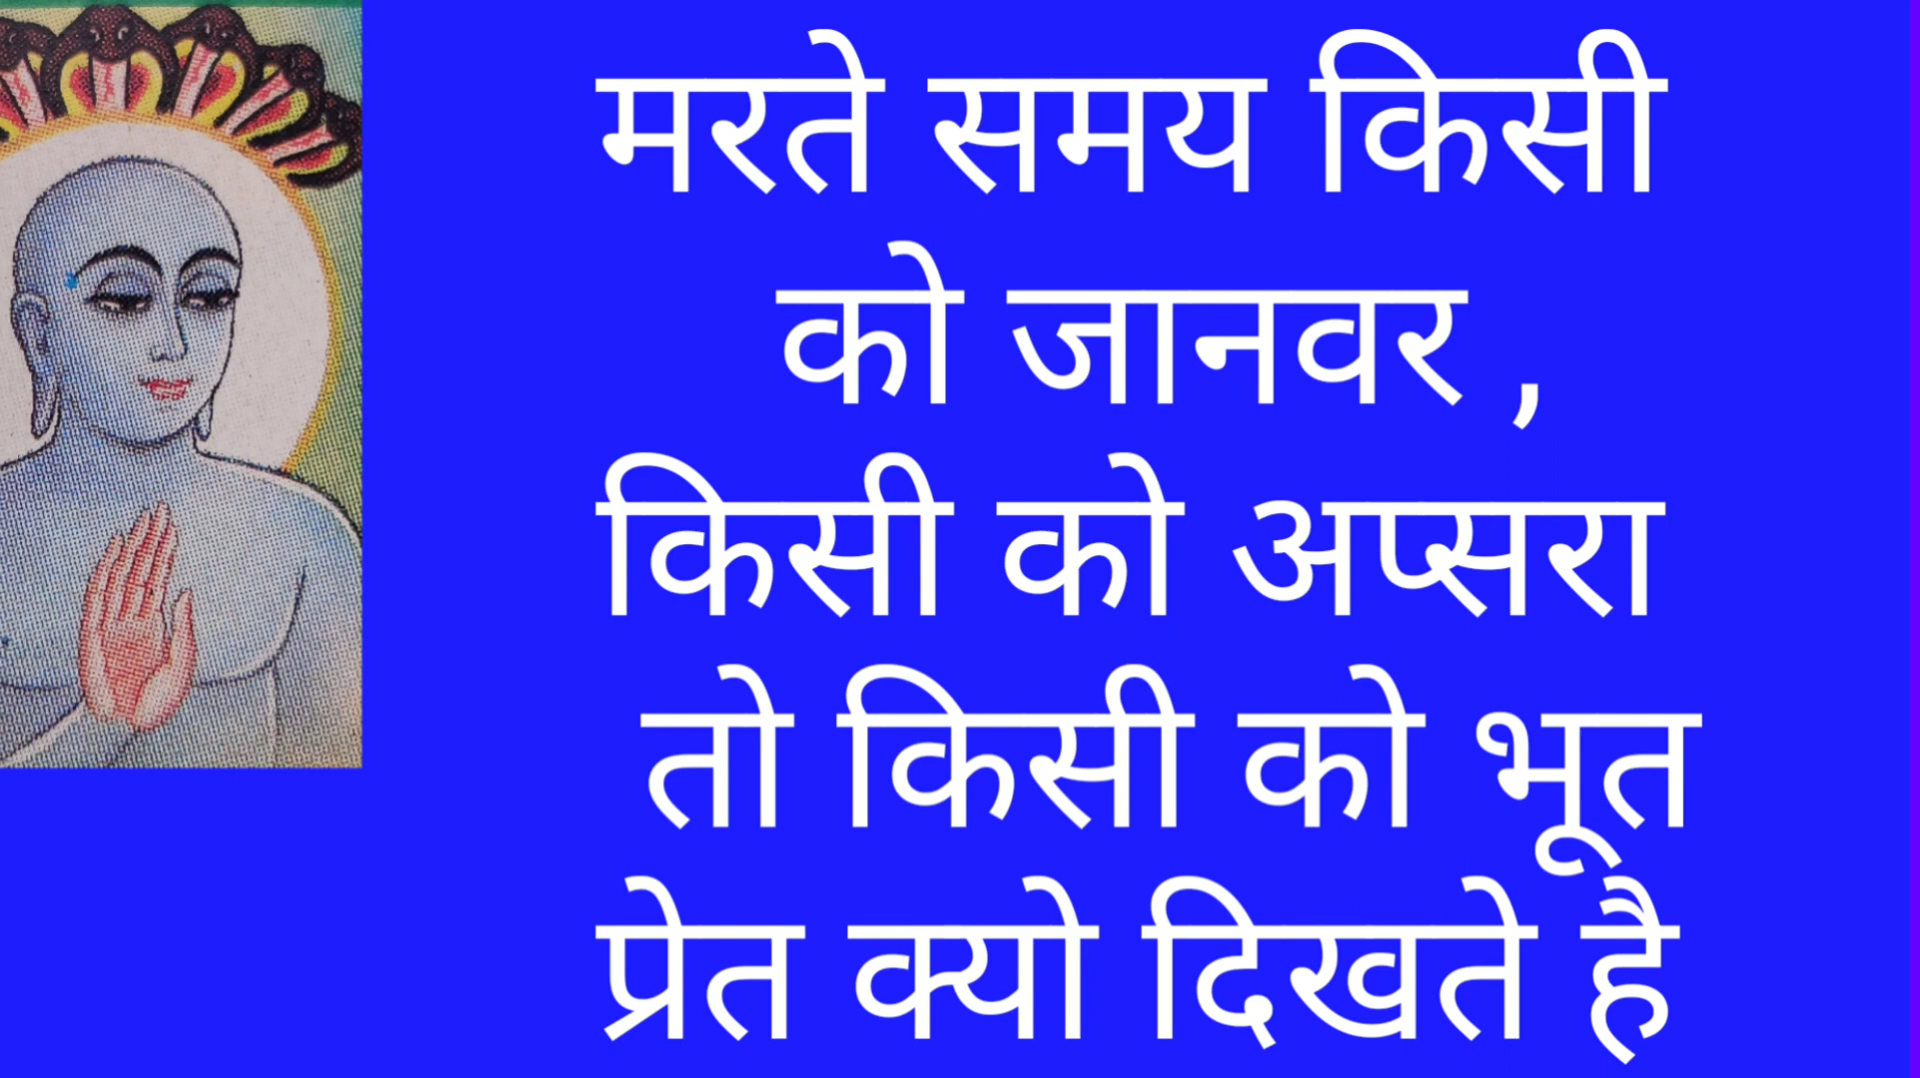 मरते समय किसी
को जानवर ,
किसी को अप्सरा
तो किसी को भूत
प्रेत क्यो दिखते है